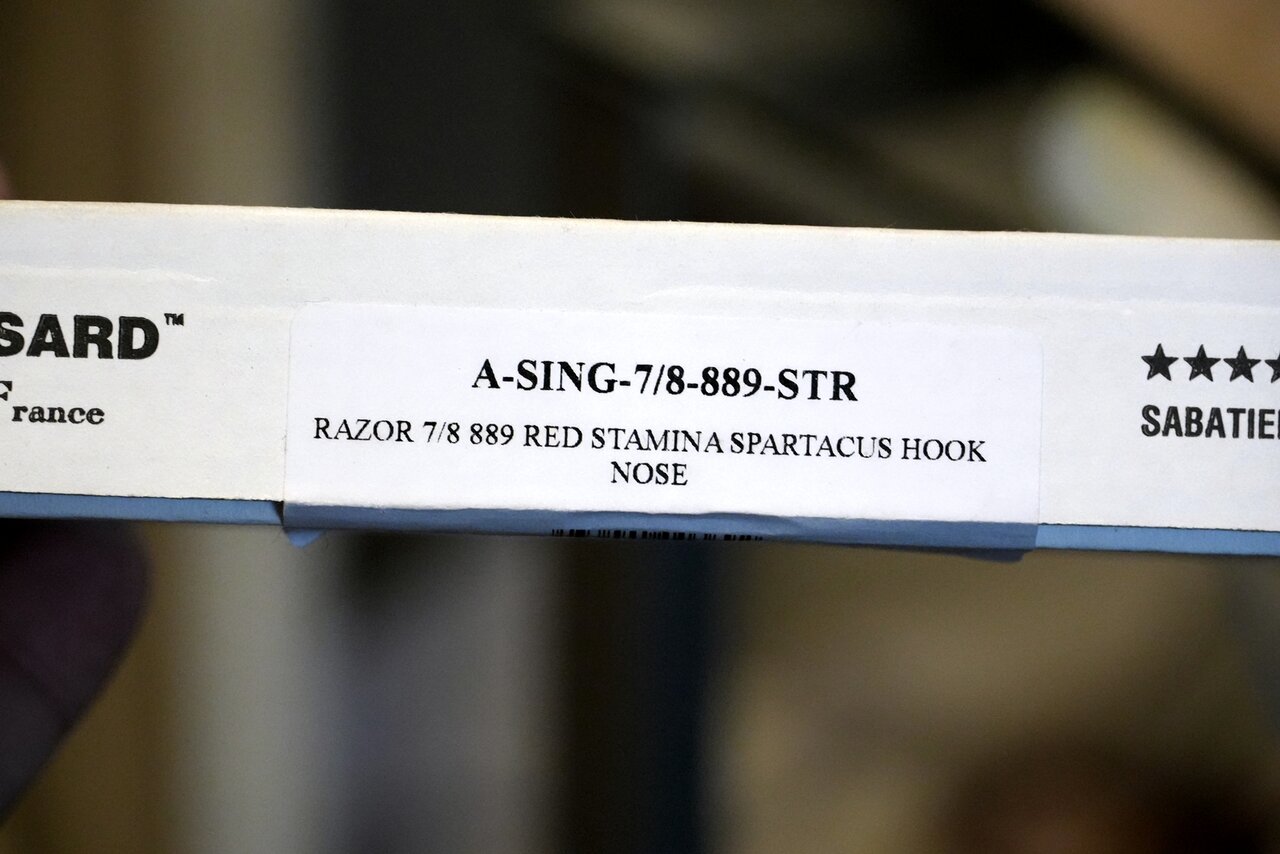 SARD™
France
A-SING-7/8-889-STR
RAZOR 7/8 889 RED STAMINA SPARTACUS HOOK
NOSE
★★★★
SABATIE